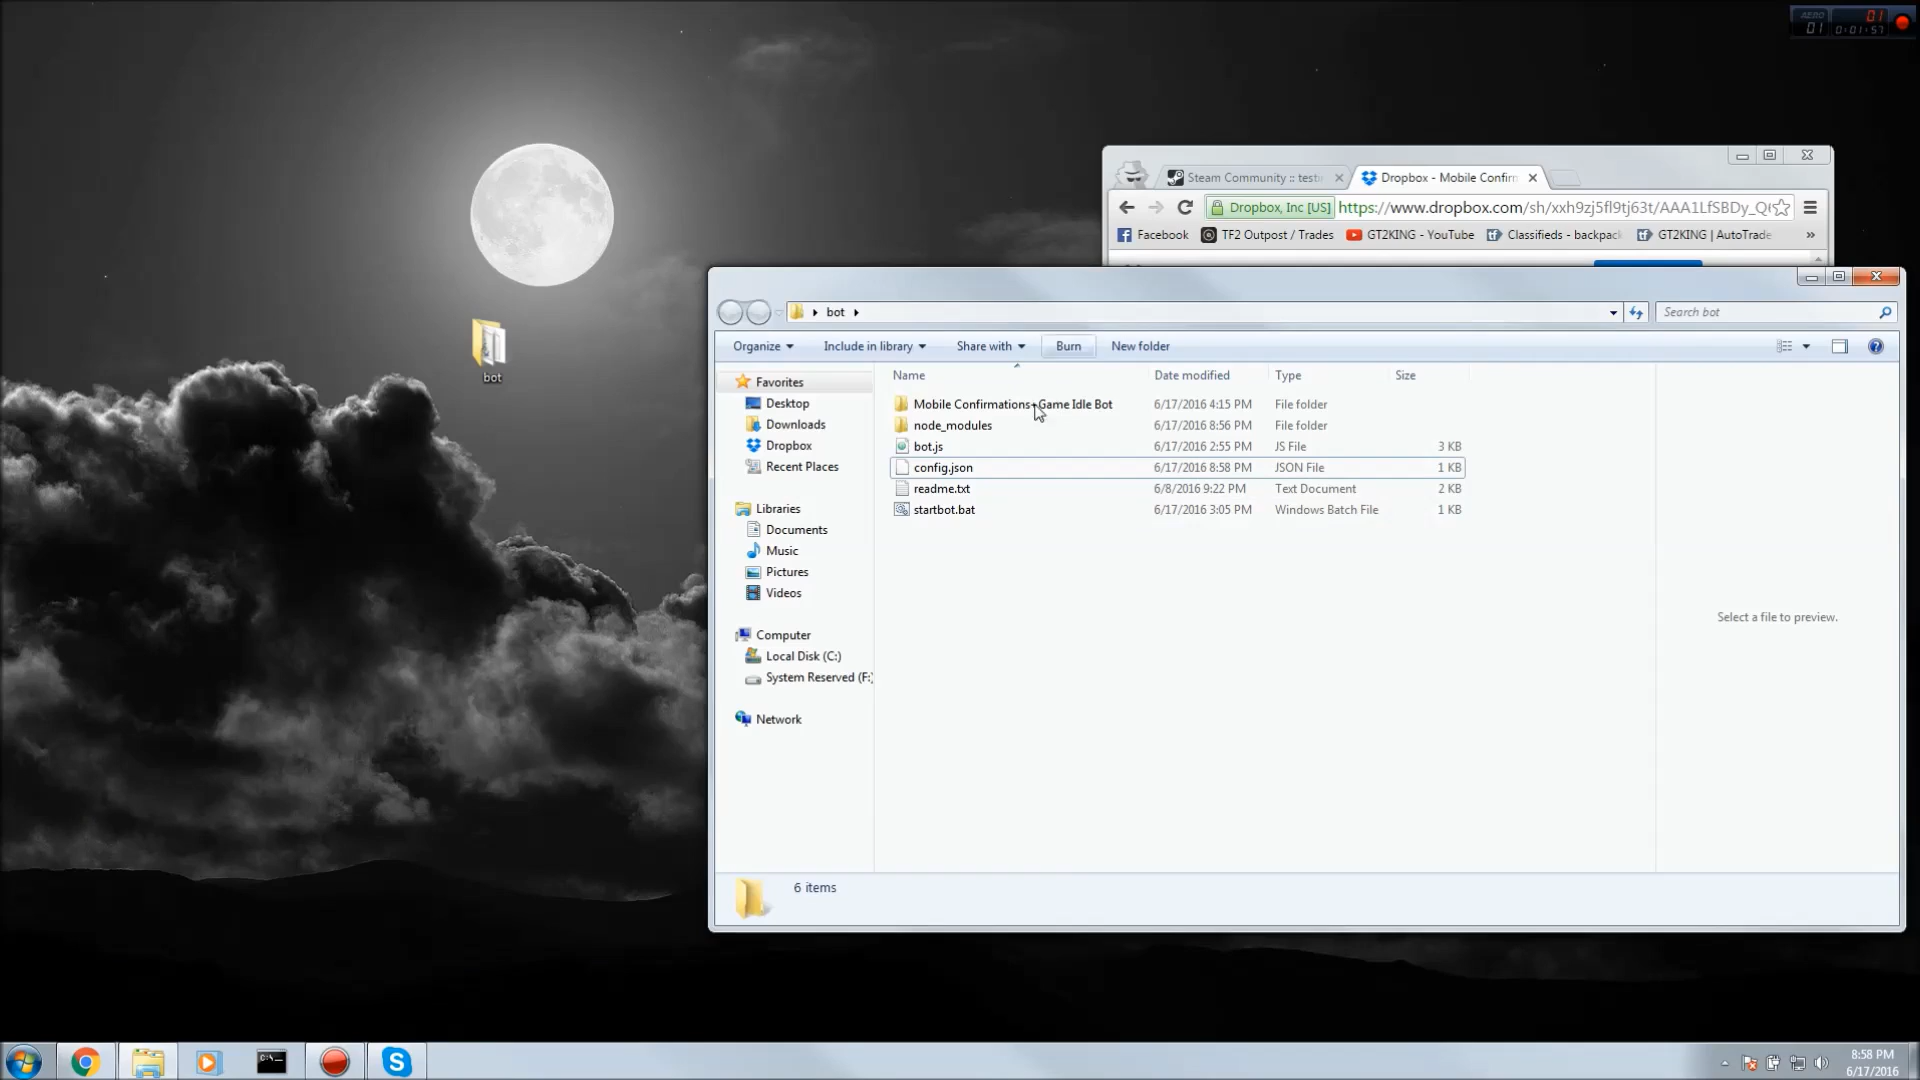 AERO
01
01
0:01:57
Steam Community :: test
Dropbox - Mobile Confirm
Dropbox, Inc [US]
https://www.dropbox.com/sh/xxh9zj5fl9tj63t/AAA1LfSBDy_Q
Facebook
TF2 Outpost / Trades
GT2KING - YouTube
Classifieds - backpack
GT2KING | AutoTrade
»
bot
bot
Search bot
Organize
Include in library
Share with
Burn
New folder
Name
Date modified
Type
Size
Favorites
Desktop
Downloads
Dropbox
Recent Places
Libraries
Documents
Music
Pictures
Videos
Computer
Local Disk (C:)
System Reserved (F:)
Network
Mobile Confirmations+Game Idle Bot 6/17/2016 4:15 PM File folder
node_modules 6/17/2016 8:56 PM File folder
bot.js 6/17/2016 2:55 PM JS File 3 KB
config.json 6/17/2016 8:58 PM JSON File 1 KB
readme.txt 6/8/2016 9:22 PM Text Document 2 KB
startbot.bat 6/17/2016 3:05 PM Windows Batch File 1 KB
Select a file to preview.
6 items
8:58 PM
6/17/2016